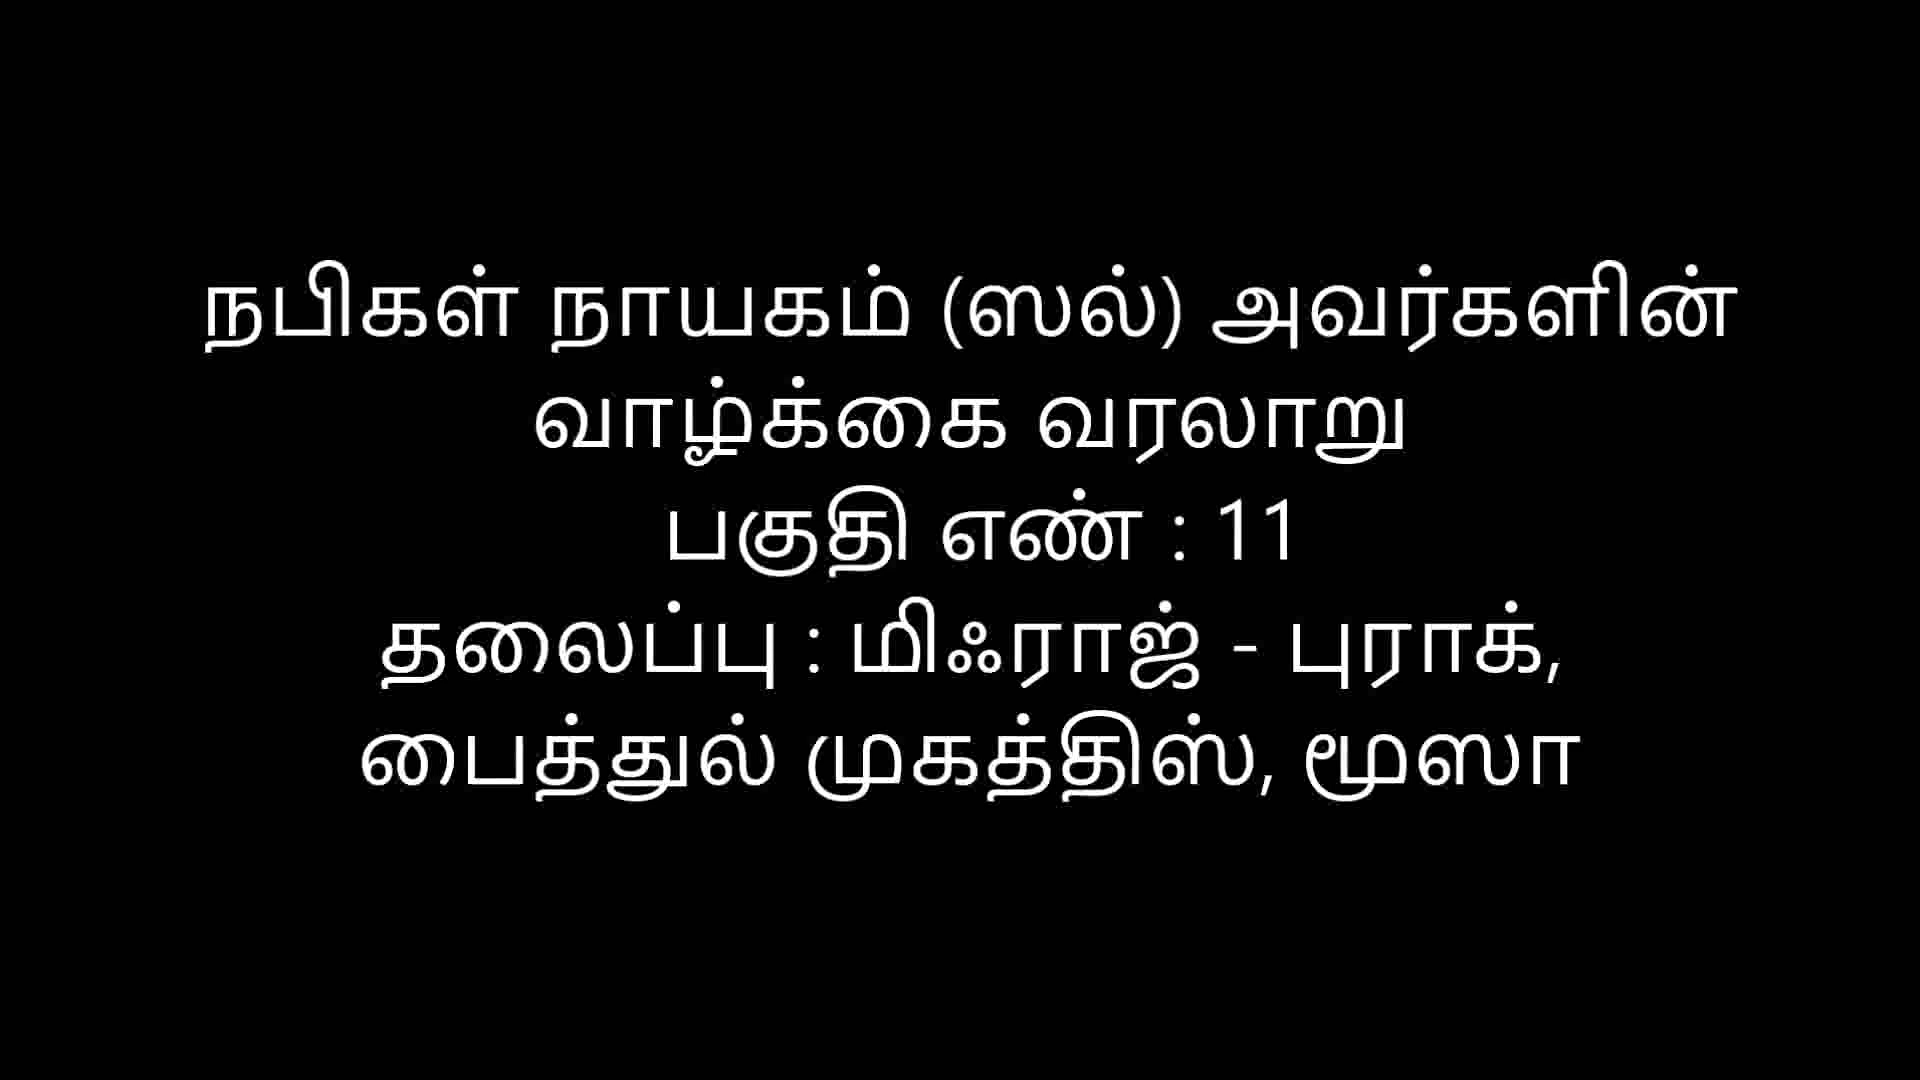 நபிகள் நாயகம் (ஸல்) அவர்களின்
வாழ்க்கை வரலாறு
பகுதி எண் : 11
தலைப்பு : மிஃராஜ் - புராக்,
பைத்துல் முகத்திஸ், மூஸா